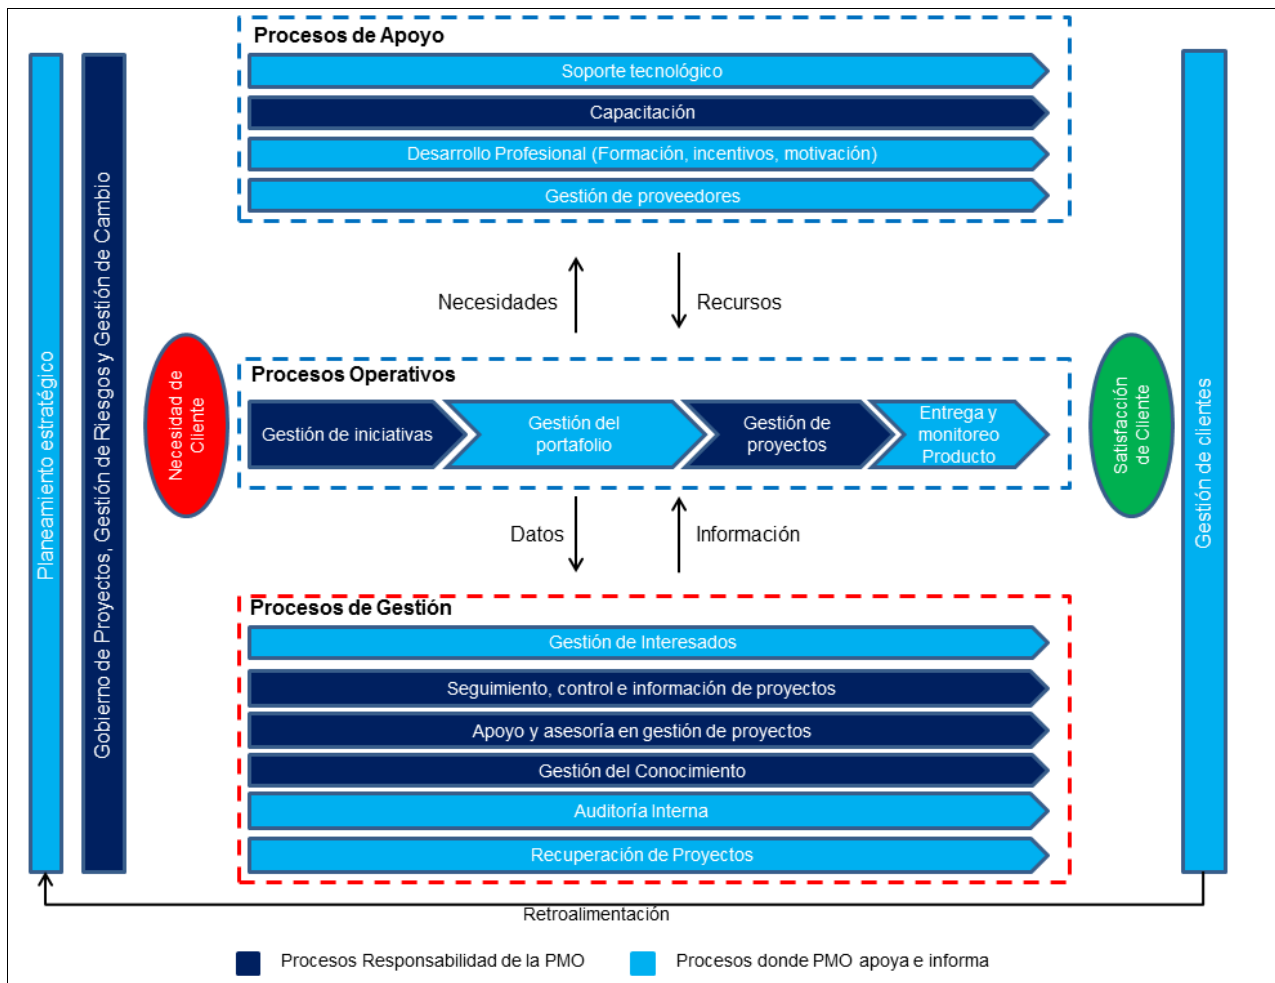 Procesos de Apoyo
Soporte tecnológico
Capacitación
Desarrollo Profesional (Formación, incentivos, motivación)
Gestión de proveedores
Planeamiento estratégico
Gobierno de Proyectos, Gestión de Riesgos y Gestión de Cambio
Necesidades
Recursos
Necesidad de
Cliente
Procesos Operativos
Gestión de iniciativas
Gestión del
portafolio
Gestión de
proyectos
Entrega y
monitoreo
Producto
Satisfacción
de Cliente
Gestión de clientes
Datos
Información
Procesos de Gestión
Gestión de Interesados
Seguimiento, control e información de proyectos
Apoyo y asesoría en gestión de proyectos
Gestión del Conocimiento
Auditoría Interna
Recuperación de Proyectos
Retroalimentación
Procesos Responsabilidad de la PMO
Procesos donde PMO apoya e informa